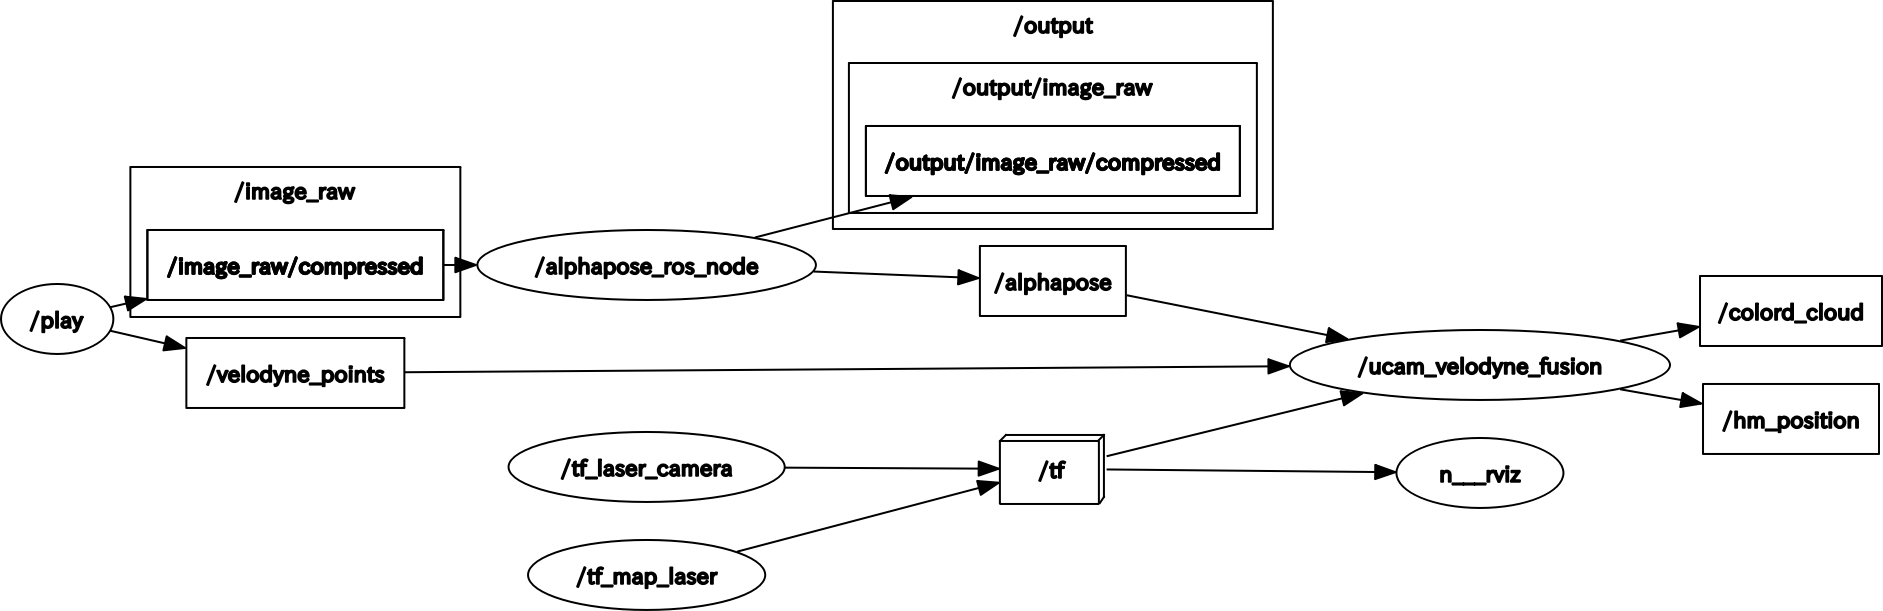 /output
/output/image_raw
/output/image_raw/compressed
/image_raw
/image_raw/compressed
/alphapose_ros_node
/alphapose
/play
/velodyne_points
/ucam_velodyne_fusion
/colord_cloud
/hm_position
/tf_laser_camera
/tf
n___rviz
/tf_map_laser